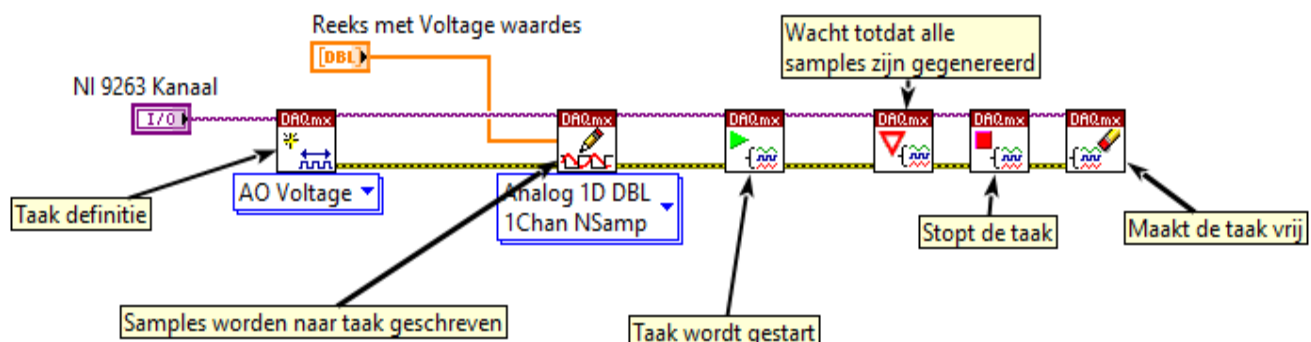 Reeks met Voltage waardes
[DBL]
Wacht totdat alle
samples zijn gegenereerd
NI 9263 Kanaal
I/O
DAQmx
DAQmx
DAQmx
DAQmx
DAQmx
DAQmx
AO Voltage
Analog 1D DBL
1Chan NSamp
Taak definitie
Stopt de taak
Maakt de taak vrij
Samples worden naar taak geschreven
Taak wordt gestart